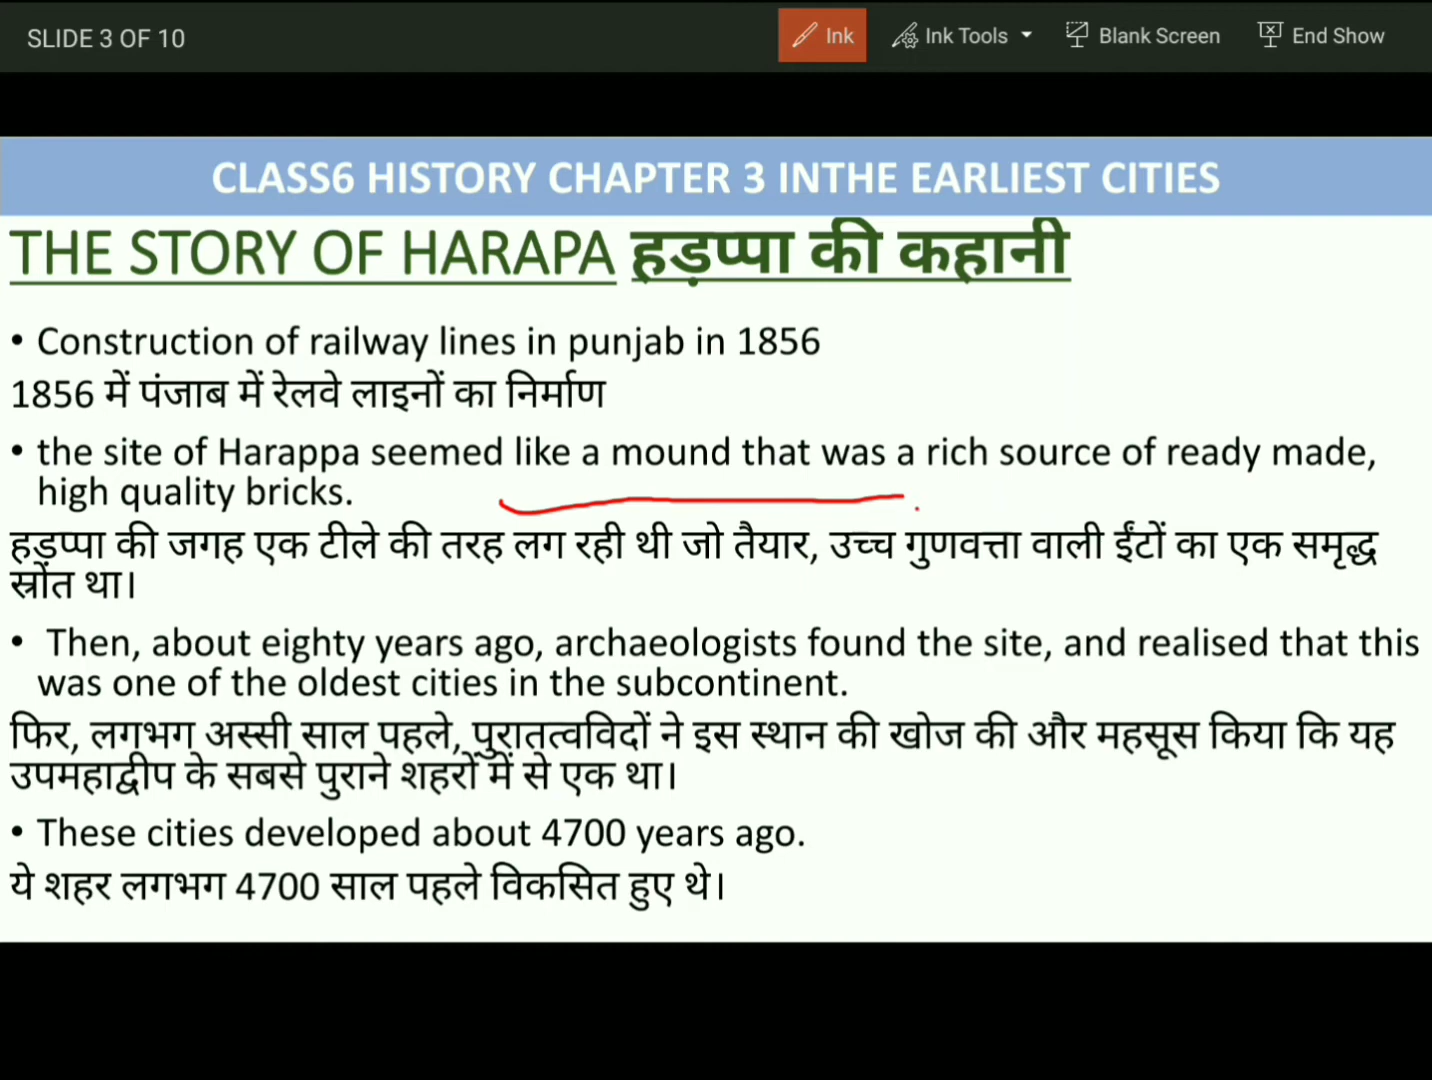 SLIDE 3 OF 10
Ink
Ink Tools
Blank Screen
End Show
CLASS6 HISTORY CHAPTER 3 INTHE EARLIEST CITIES
THE STORY OF HARAPA हड़प्पा की कहानी
• Construction of railway lines in punjab in 1856
1856 में पंजाब में रेलवे लाइनों का निर्माण
• the site of Harappa seemed like a mound that was a rich source of ready made,
high quality bricks.
हड़प्पा की जगह एक टीले की तरह लग रही थी जो तैयार, उच्च गुणवत्ता वाली ईंटों का एक समृद्ध
स्रोत था।
• Then, about eighty years ago, archaeologists found the site, and realised that this
was one of the oldest cities in the subcontinent.
फिर, लगभग अस्सी साल पहले, पुरातत्वविदों ने इस स्थान की खोज की और महसूस किया कि यह
उपमहाद्वीप के सबसे पुराने शहरों में से एक था।
• These cities developed about 4700 years ago.
ये शहर लगभग 4700 साल पहले विकसित हुए थे।